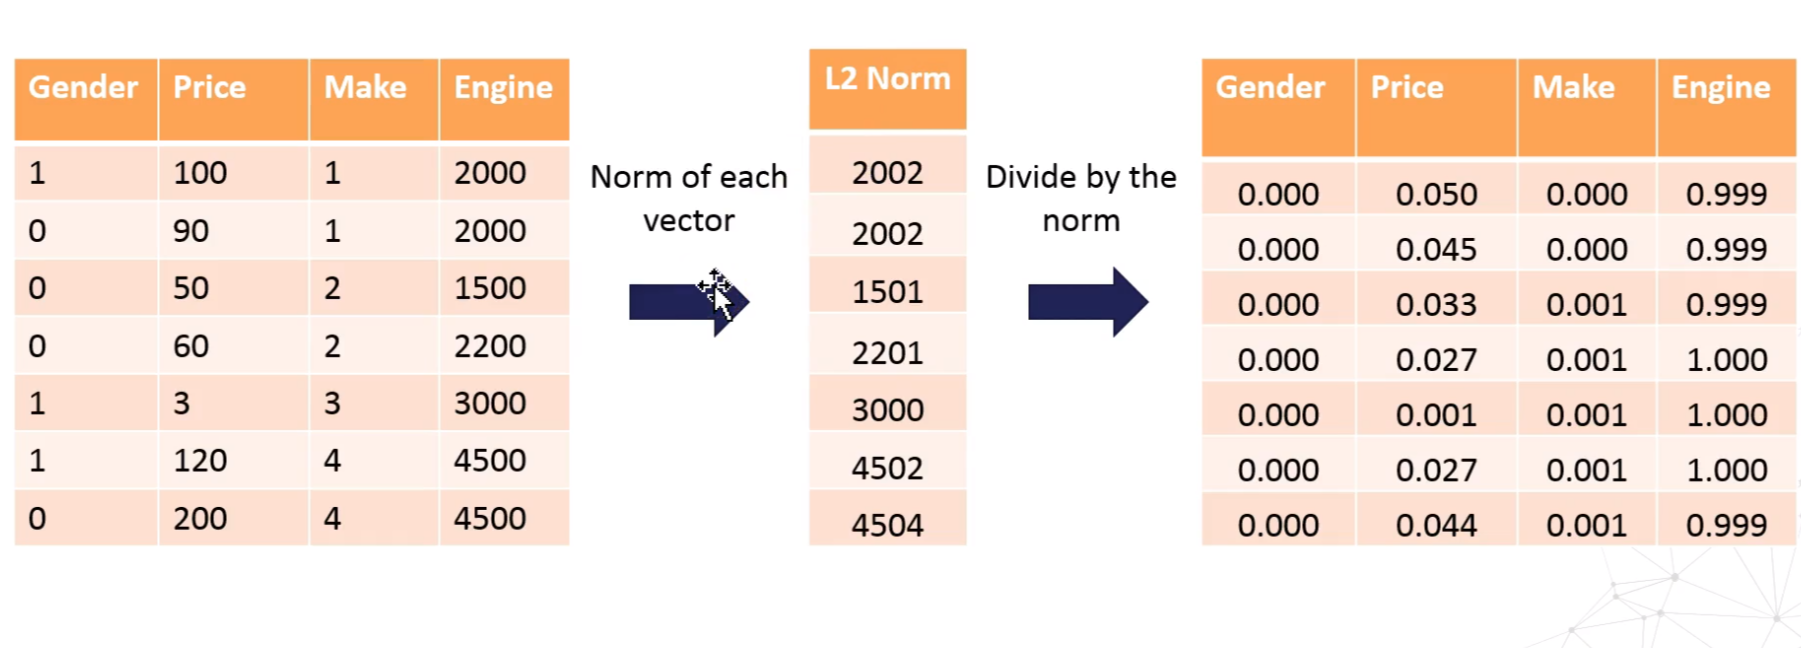 Gender Price Make Engine
1 100 1 2000
0 90 1 2000
0 50 2 1500
0 60 2 2200
1 3 3 3000
1 120 4 4500
0 200 4 4500
Norm of each
vector
L2 Norm
2002
2002
1501
2201
3000
4502
4504
Divide by the
norm
Gender Price Make Engine
0.000 0.050 0.000 0.999
0.000 0.045 0.000 0.999
0.000 0.033 0.001 0.999
0.000 0.027 0.001 1.000
0.000 0.001 0.001 1.000
0.000 0.027 0.001 1.000
0.000 0.044 0.001 0.999